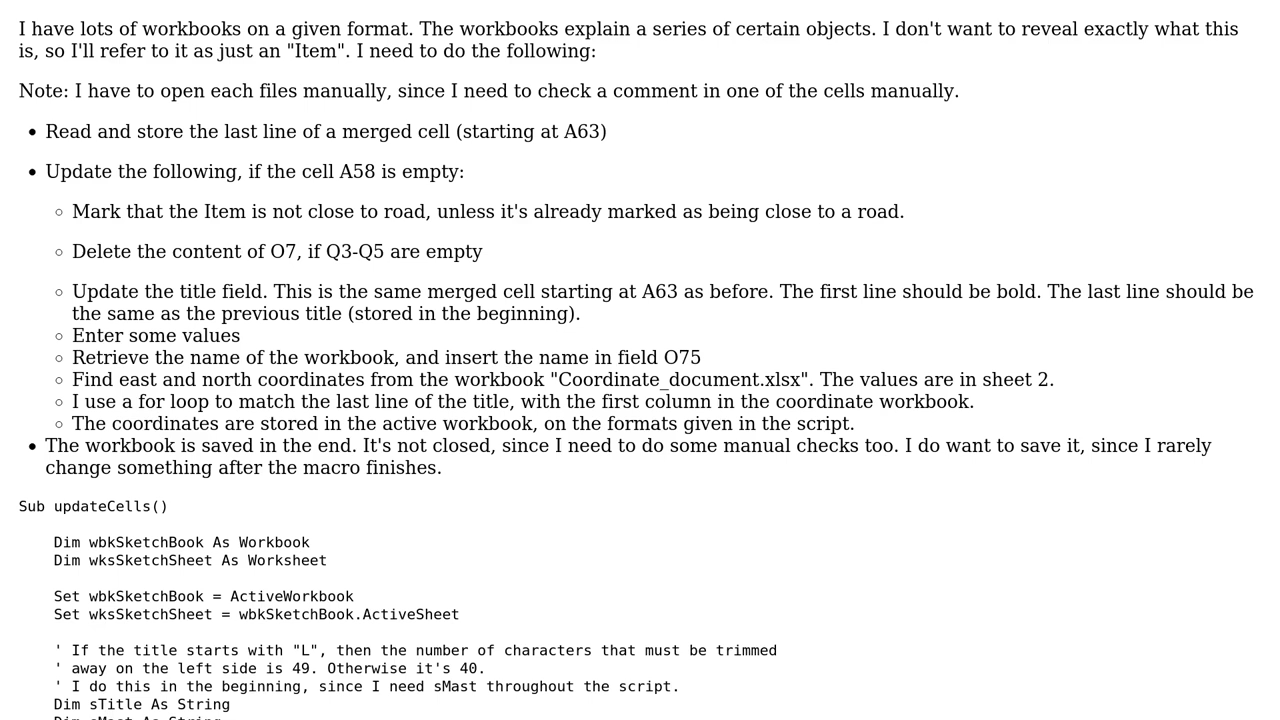 I have lots of workbooks on a given format. The workbooks explain a series of certain objects. I don't want to reveal exactly what this
is, so I'll refer to it as just an "Item". I need to do the following:
Note: I have to open each files manually, since I need to check a comment in one of the cells manually.
• Read and store the last line of a merged cell (starting at A63)
• Update the following, if the cell A58 is empty:
◦ Mark that the Item is not close to road, unless it's already marked as being close to a road.
◦ Delete the content of O7, if Q3-Q5 are empty
◦ Update the title field. This is the same merged cell starting at A63 as before. The first line should be bold. The last line should be
the same as the previous title (stored in the beginning).
◦ Enter some values
◦ Retrieve the name of the workbook, and insert the name in field O75
◦ Find east and north coordinates from the workbook "Coordinate_document.xlsx". The values are in sheet 2.
◦ I use a for loop to match the last line of the title, with the first column in the coordinate workbook.
◦ The coordinates are stored in the active workbook, on the formats given in the script.
• The workbook is saved in the end. It's not closed, since I need to do some manual checks too. I do want to save it, since I rarely
change something after the macro finishes.
Sub updateCells()
Dim wbkSketchBook As Workbook
Dim wksSketchSheet As Worksheet
Set wbkSketchBook = ActiveWorkbook
Set wksSketchSheet = wbkSketchBook.ActiveSheet
' If the title starts with "L", then the number of characters that must be trimmed
' away on the left side is 49. Otherwise it's 40.
' I do this in the beginning, since I need sMast throughout the script.
Dim sTitle As String
Dim sMast As String